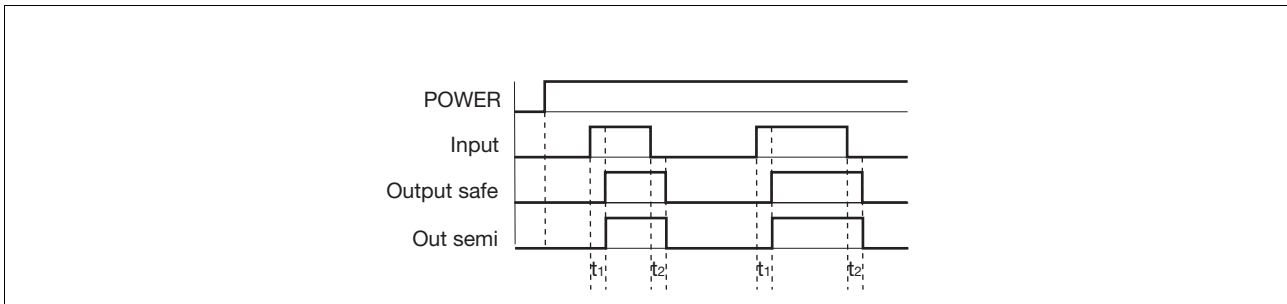 POWER
Input
Output safe
Out semi
t1 t2 t1 t2